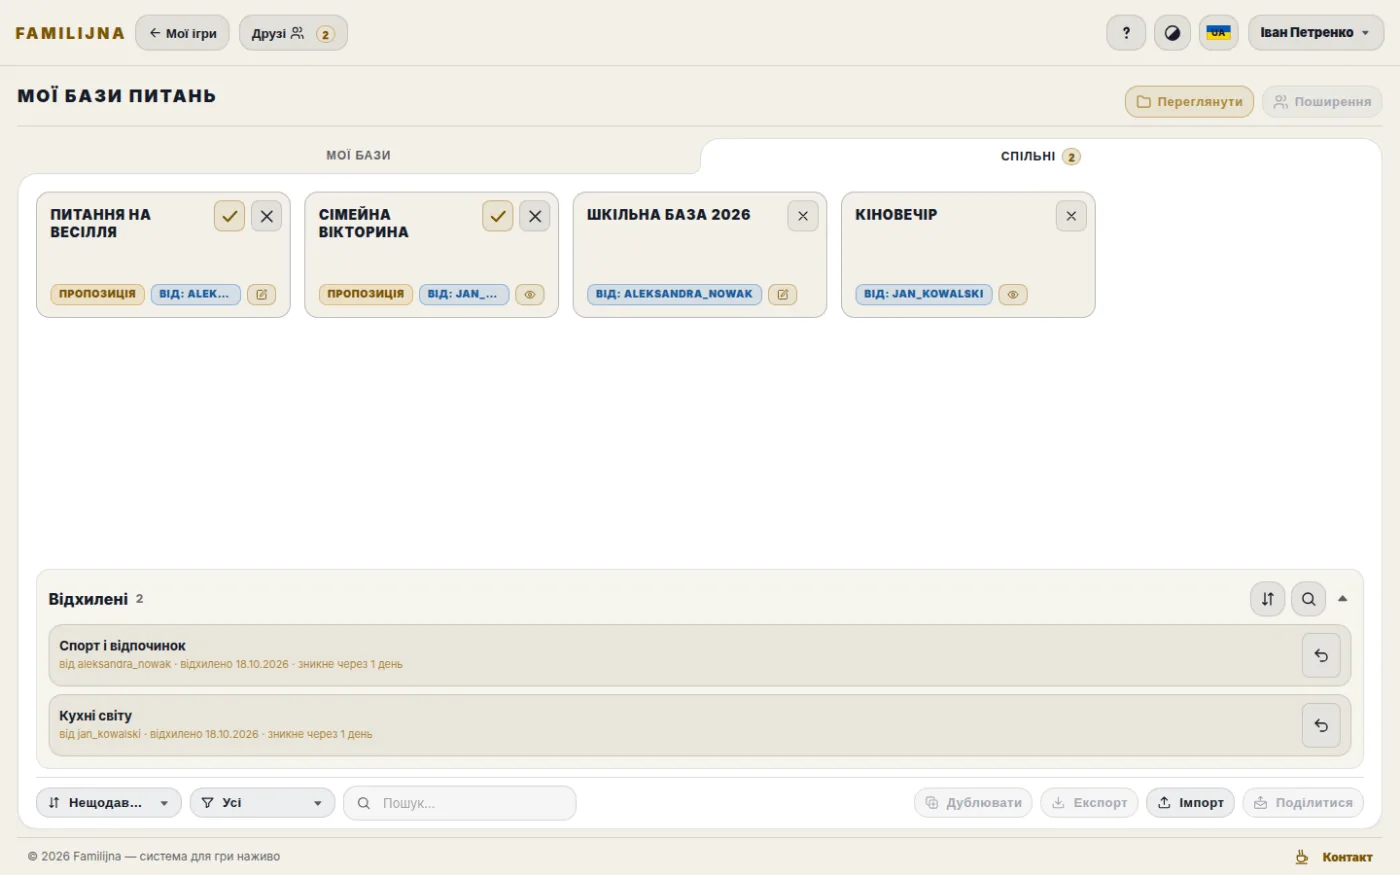 FAMILIJNA
Мої ігри
Друзі 2
?
UA
Іван Петренко
МОЇ БАЗИ ПИТАНЬ
Переглянути
Поширення
МОЇ БАЗИ
СПІЛЬНІ 2
ПИТАННЯ НА
ВЕСІЛЛЯ
ПРОПОЗИЦІЯ
ВІД: ALEK...
СІМЕЙНА
ВІКТОРИНА
ПРОПОЗИЦІЯ
ВІД: JAN_...
ШКІЛЬНА БАЗА 2026
ВІД: ALEKSANDRA_NOWAK
КІНОВЕЧІР
ВІД: JAN_KOWALSKI
Відхилені 2
Спорт і відпочинок
від aleksandra_nowak · відхилено 18.10.2026 · зникне через 1 день
Кухні світу
від jan_kowalski · відхилено 18.10.2026 · зникне через 1 день
Нещодав...
Усі
Пошук...
Дублювати
Експорт
Імпорт
Поділитися
© 2026 Familijna — система для гри наживо
Контакт